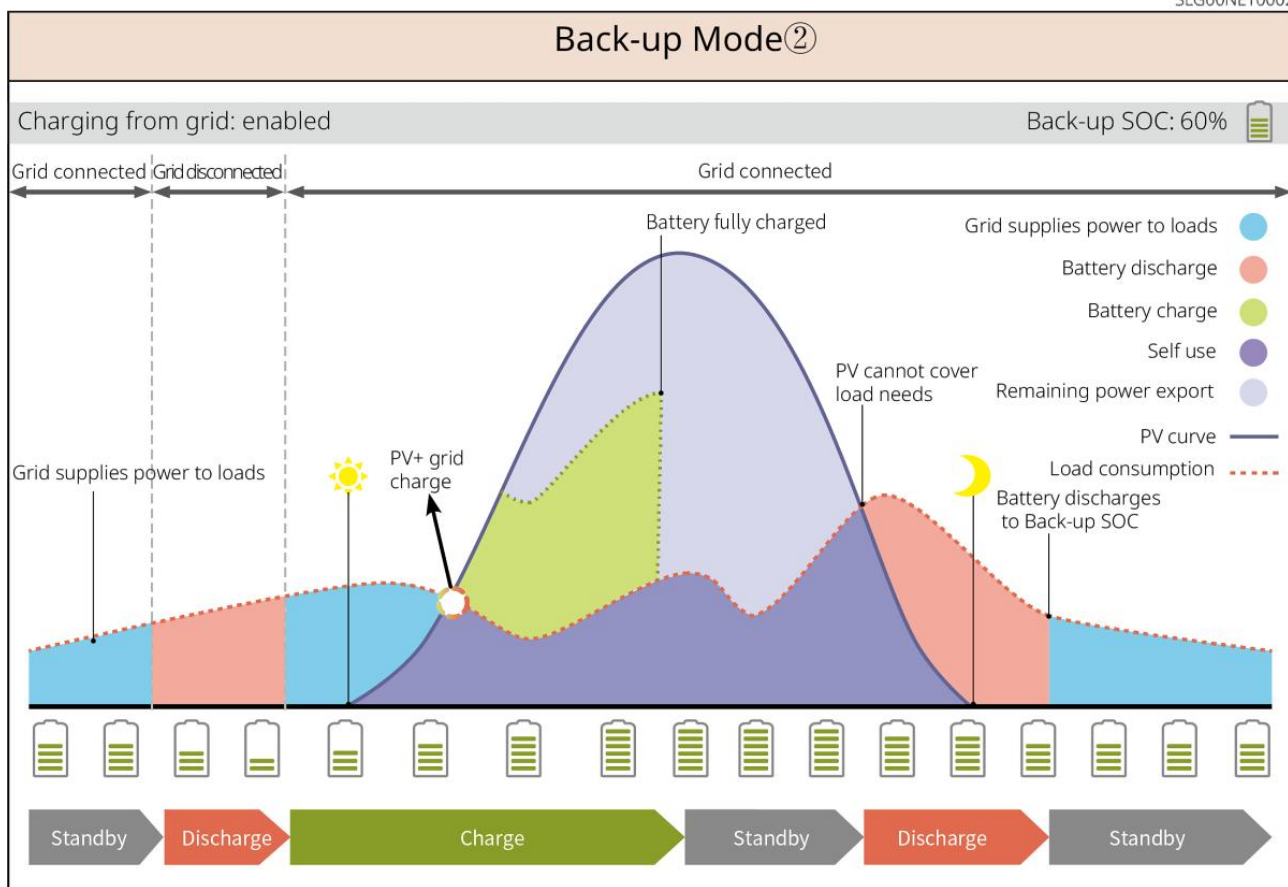 SLG00NET0002
Back-up Mode②
Charging from grid: enabled
Back-up SOC: 60%
Grid connected
Grid disconnected
Grid connected
Battery fully charged
Grid supplies power to loads
Battery discharge
Battery charge
Self use
Remaining power export
PV curve
Load consumption
PV cannot cover
load needs
PV+ grid
charge
Grid supplies power to loads
Battery discharges
to Back-up SOC
Standby
Discharge
Charge
Standby
Discharge
Standby